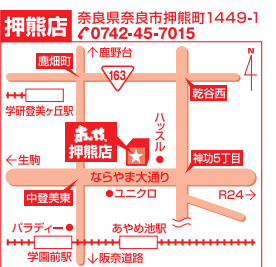 押熊店
奈良県奈良市押熊町1449-1
0742-45-7015
↑鹿野台
N
鹿畑町
163
乾谷西
学研登美ヶ丘駅
押熊店
ハッスル
←生駒
神功5丁目
ならやま大通り
中登美東
ユニクロ
R24→
パラディー
あやめ池駅
学園前駅
↓阪奈道路